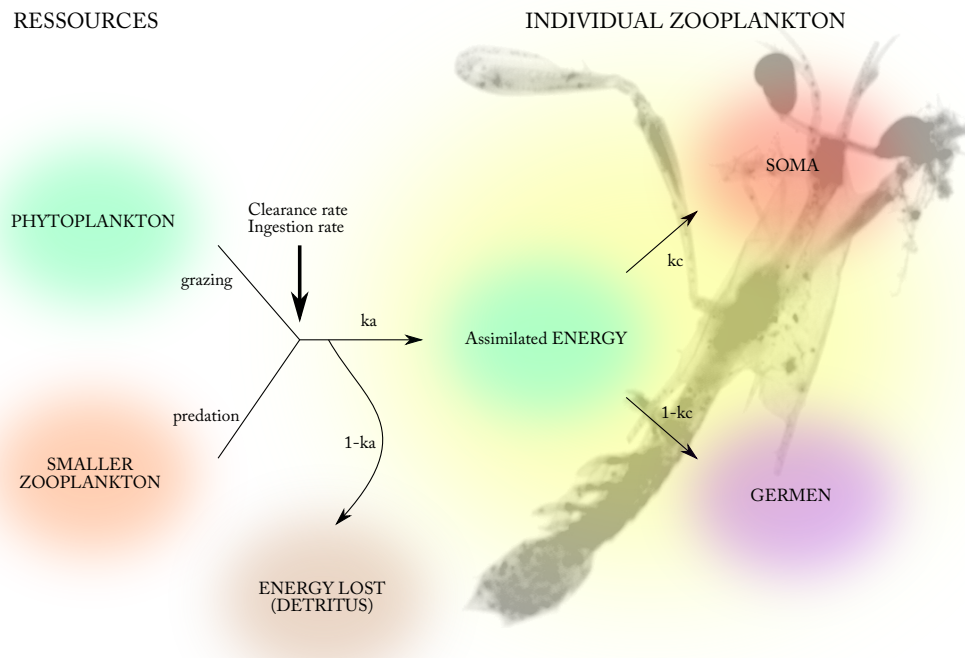 RESSOURCES
INDIVIDUAL ZOOPLANKTON
PHYTOPLANKTON
Clearance rate
Ingestion rate
grazing
ka
predation
1-ka
SMALLER
ZOOPLANKTON
ENERGY LOST
(DETRITUS)
Assimilated ENERGY
kc
SOMA
1-kc
GERMEN